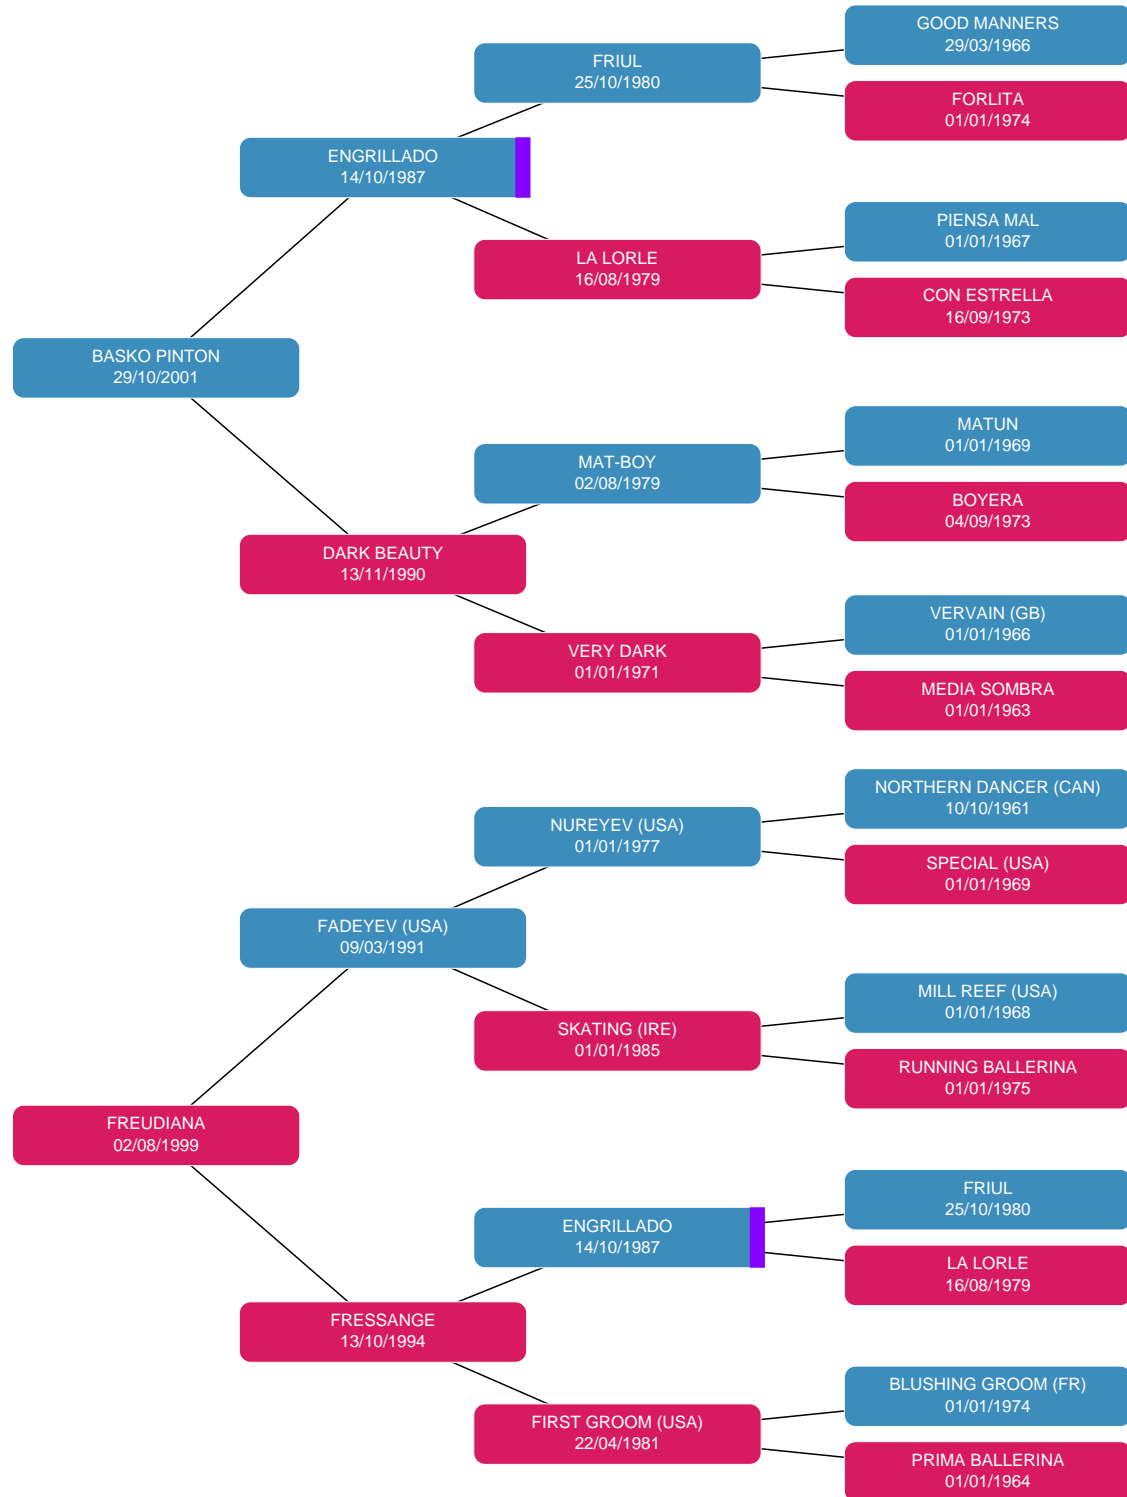 GOOD MANNERS
29/03/1966
FRIUL
25/10/1980
FORLITA
01/01/1974
ENGRILLADO
14/10/1987
PIENSA MAL
01/01/1967
LA LORLE
16/08/1979
CON ESTRELLA
16/09/1973
BASKO PINTON
29/10/2001
MATUN
01/01/1969
MAT-BOY
02/08/1979
BOYERA
04/09/1973
DARK BEAUTY
13/11/1990
VERVAIN (GB)
01/01/1966
VERY DARK
01/01/1971
MEDIA SOMBRA
01/01/1963
NORTHERN DANCER (CAN)
10/10/1961
NUREYEV (USA)
01/01/1977
SPECIAL (USA)
01/01/1969
FADEYEV (USA)
09/03/1991
MILL REEF (USA)
01/01/1968
SKATING (IRE)
01/01/1985
RUNNING BALLERINA
01/01/1975
FREUDIANA
02/08/1999
FRIUL
25/10/1980
ENGRILLADO
14/10/1987
LA LORLE
16/08/1979
FRESSANGE
13/10/1994
BLUSHING GROOM (FR)
01/01/1974
FIRST GROOM (USA)
22/04/1981
PRIMA BALLERINA
01/01/1964